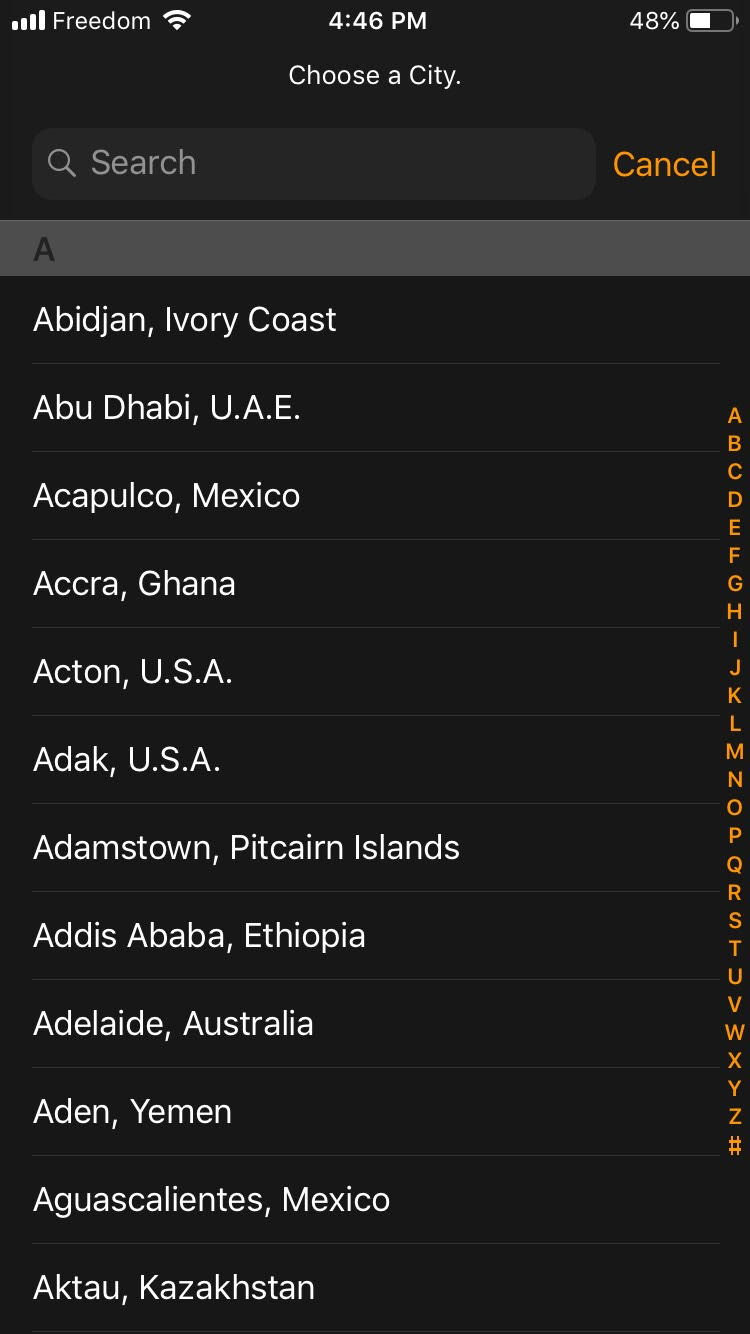 Freedom 4:46 PM 48%
Choose a City.
Search Cancel
A
Abidjan, Ivory Coast
Abu Dhabi, U.A.E.
Acapulco, Mexico
Accra, Ghana
Acton, U.S.A.
Adak, U.S.A.
Adamstown, Pitcairn Islands
Addis Ababa, Ethiopia
Adelaide, Australia
Aden, Yemen
Aguascalientes, Mexico
Aktau, Kazakhstan
A
B
C
D
E
F
G
H
I
J
K
L
M
N
O
P
Q
R
S
T
U
V
W
X
Y
Z
#